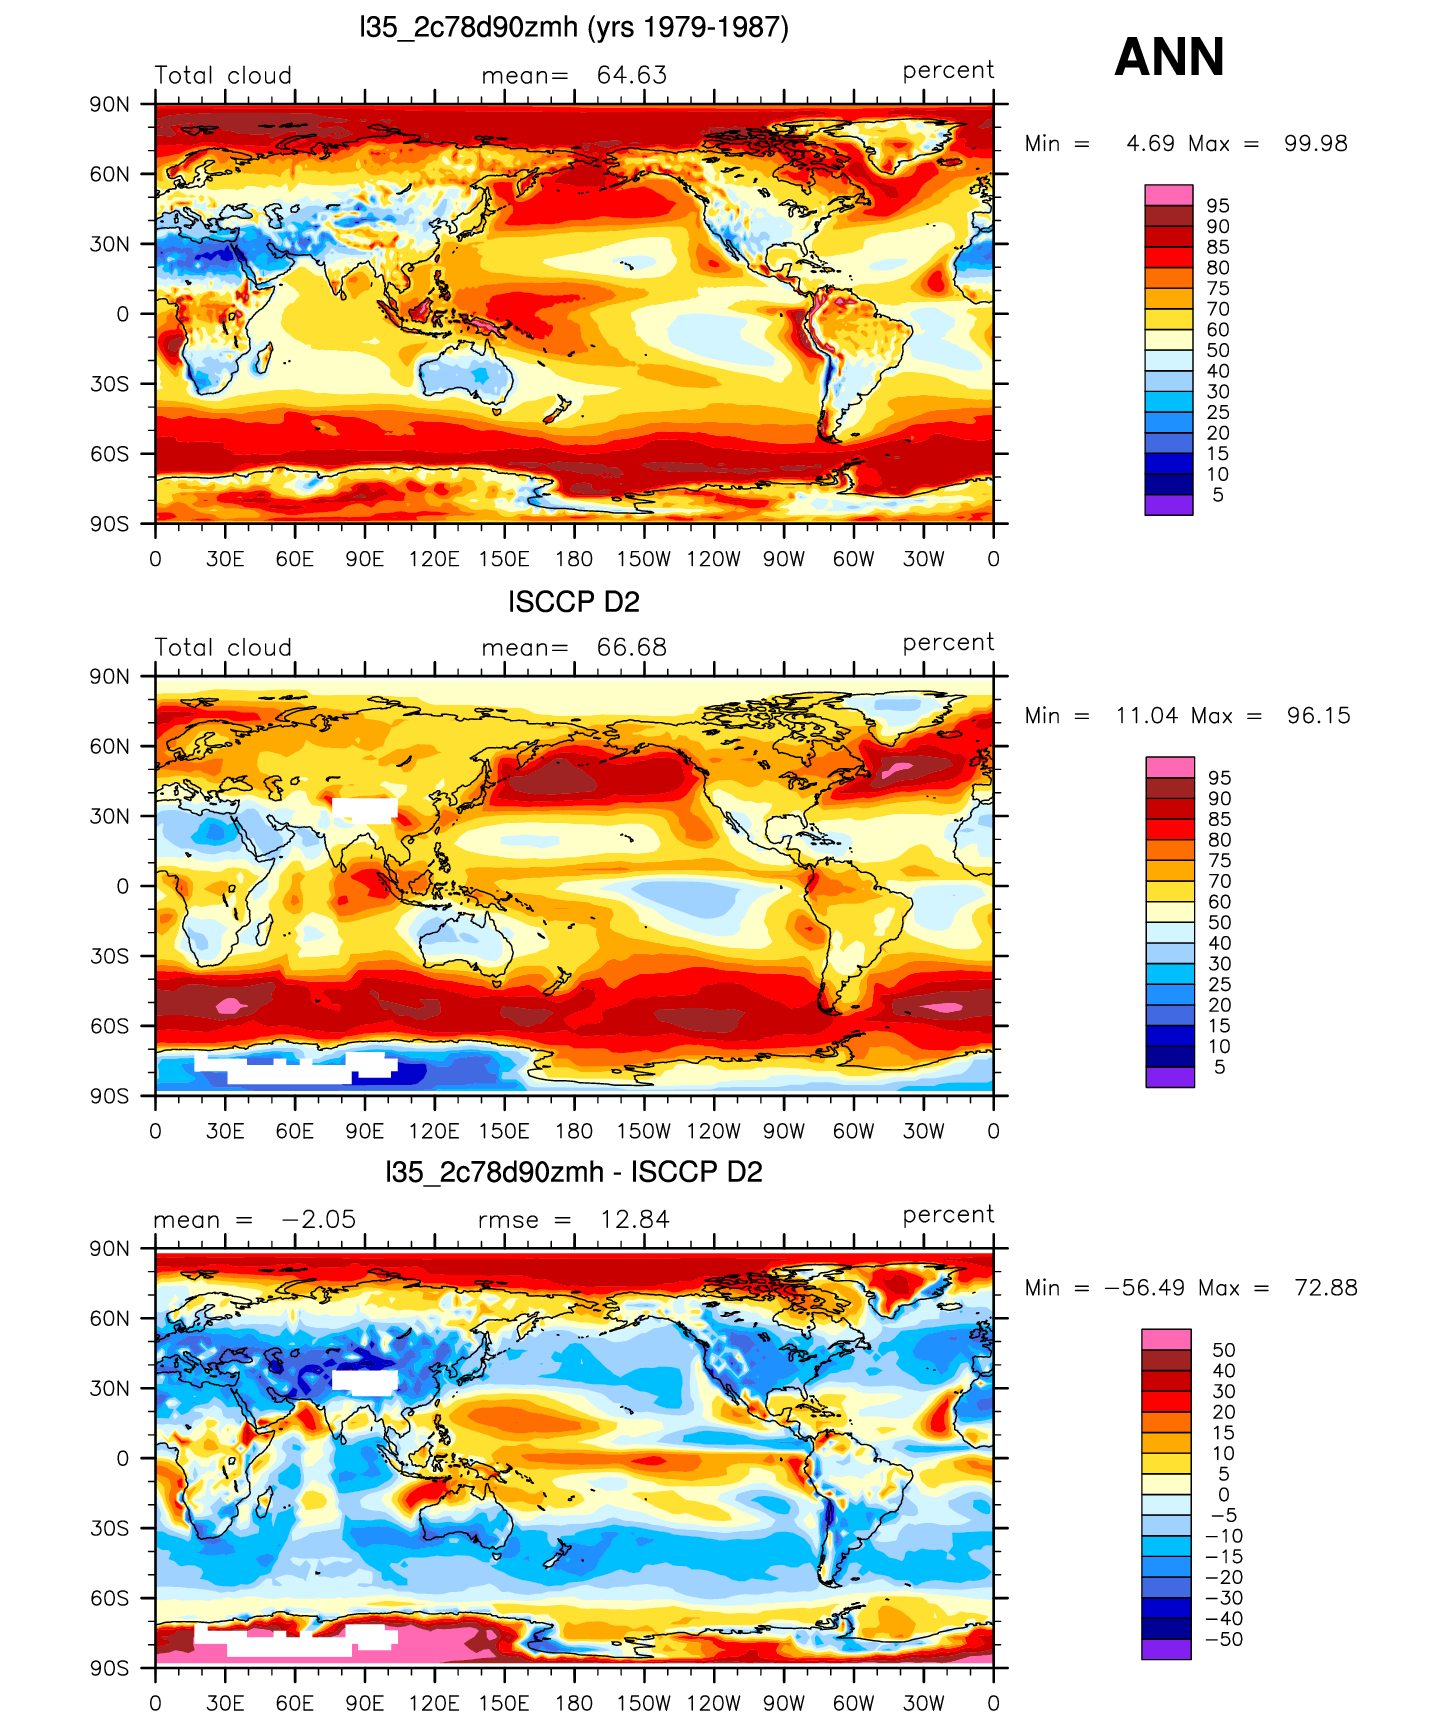 l35_2c78d90zmh (yrs 1979-1987)
ANN
Total cloud mean= 64.63 percent
Min = 4.69 Max = 99.98
90N
60N
30N
0
30S
60S
90S
0 30E 60E 90E 120E 150E 180 150W 120W 90W 60W 30W 0
95
90
85
80
75
70
60
50
40
30
25
20
15
10
5
ISCCP D2
Total cloud mean= 66.68 percent
Min = 11.04 Max = 96.15
90N
60N
30N
0
30S
60S
90S
0 30E 60E 90E 120E 150E 180 150W 120W 90W 60W 30W 0
95
90
85
80
75
70
60
50
40
30
25
20
15
10
5
l35_2c78d90zmh - ISCCP D2
mean = −2.05 rmse = 12.84 percent
Min = −56.49 Max = 72.88
90N
60N
30N
0
30S
60S
90S
0 30E 60E 90E 120E 150E 180 150W 120W 90W 60W 30W 0
50
40
30
20
15
10
5
0
−5
−10
−15
−20
−30
−40
−50